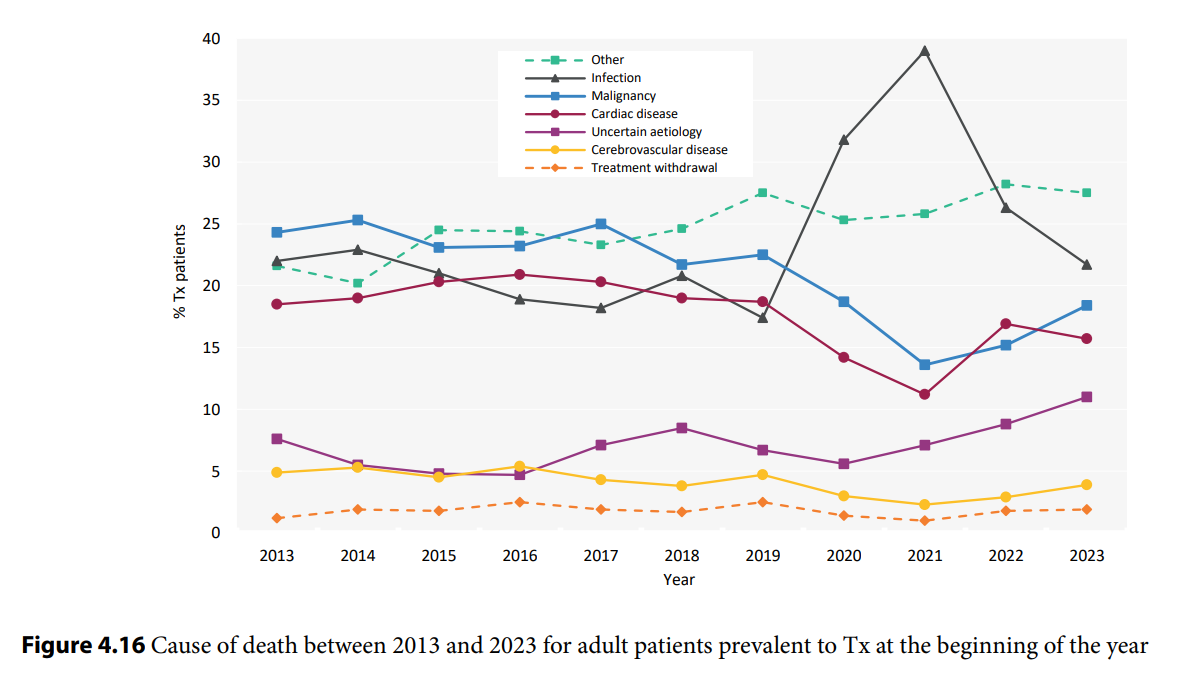 40
35
30
25
20
15
10
5
0
% Tx patients
Other
Infection
Malignancy
Cardiac disease
Uncertain aetiology
Cerebrovascular disease
Treatment withdrawal
2013 2014 2015 2016 2017 2018 2019 2020 2021 2022 2023
Year
Figure 4.16 Cause of death between 2013 and 2023 for adult patients prevalent to Tx at the beginning of the year